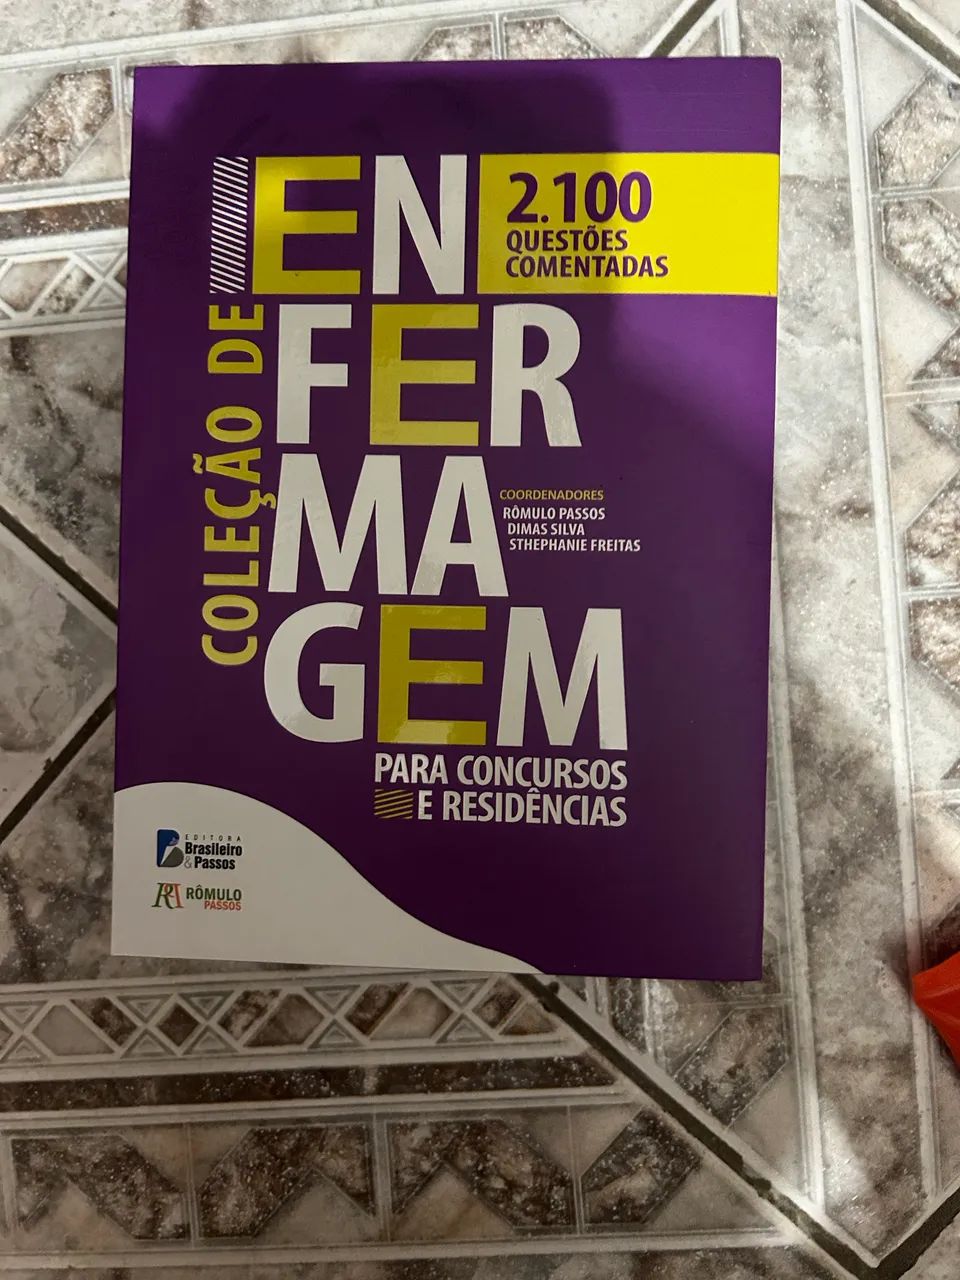 COLEÇÃO DE
EN
FER
MA
GEM
2.100
QUESTÕES
COMENTADAS
COORDENADORES
RÔMULO PASSOS
DIMAS SILVA
STHEPHANIE FREITAS
PARA CONCURSOS
E RESIDÊNCIAS
EDITORA
Brasileiro
& Passos
RP RÔMULO
PASSOS